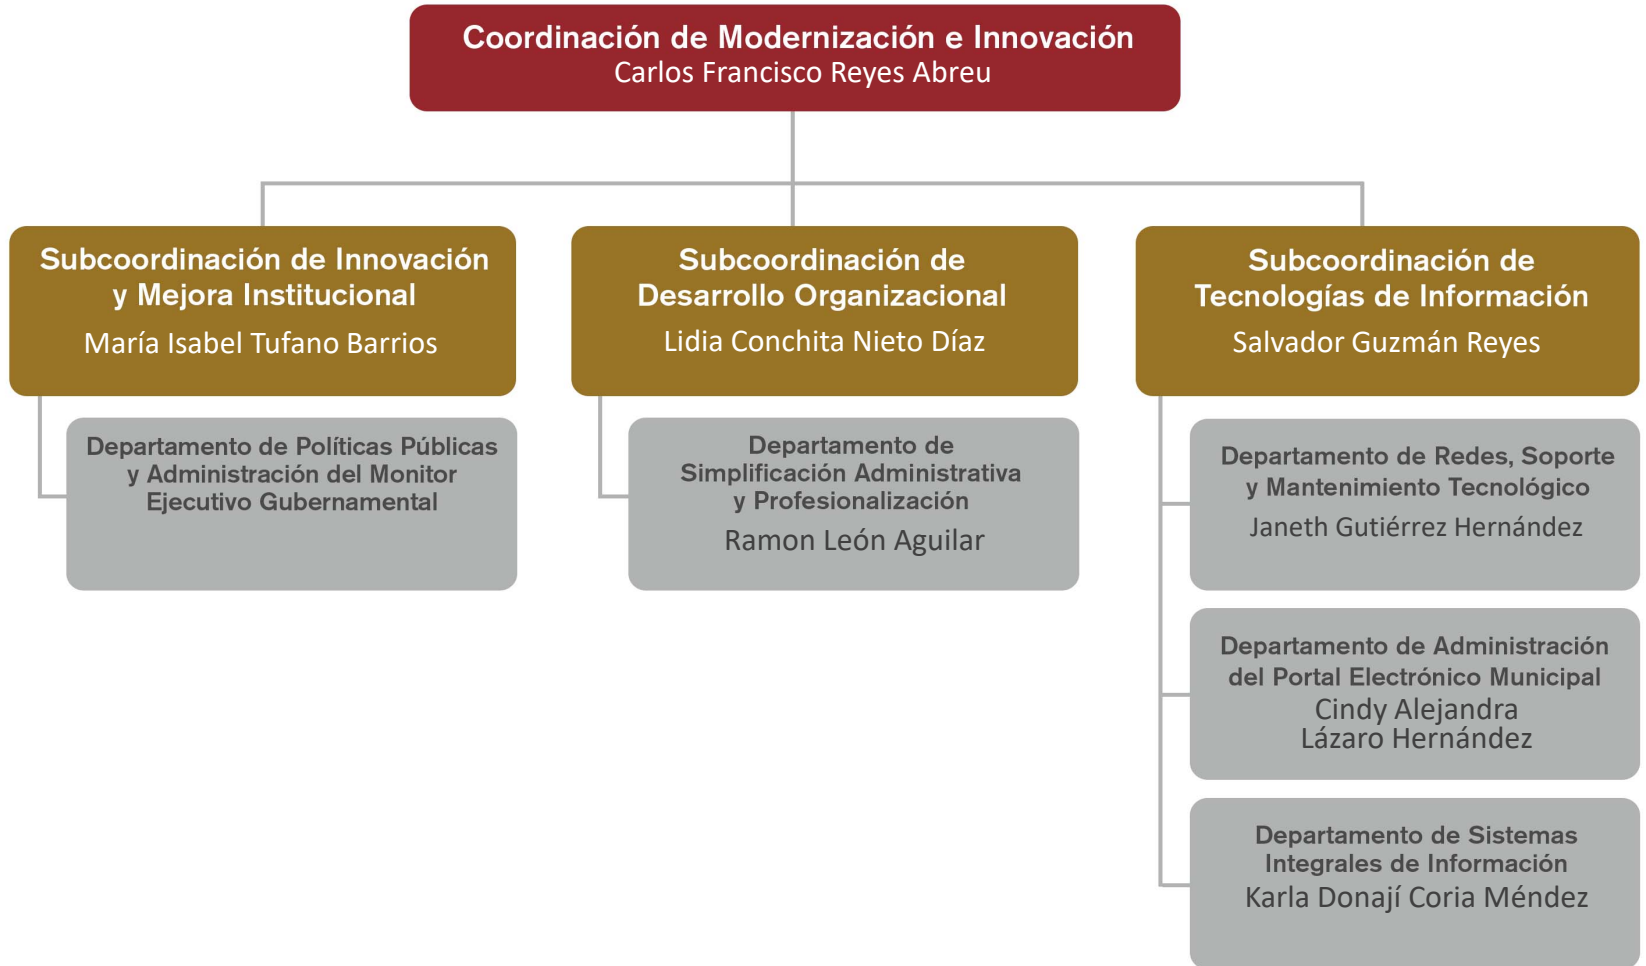 Coordinación de Modernización e Innovación
Carlos Francisco Reyes Abreu
Subcoordinación de Innovación
y Mejora Institucional
María Isabel Tufano Barrios
Subcoordinación de
Desarrollo Organizacional
Lidia Conchita Nieto Díaz
Subcoordinación de
Tecnologías de Información
Salvador Guzmán Reyes
Departamento de Políticas Públicas
y Administración del Monitor
Ejecutivo Gubernamental
Departamento de
Simplificación Administrativa
y Profesionalización
Ramon León Aguilar
Departamento de Redes, Soporte
y Mantenimiento Tecnológico
Janeth Gutiérrez Hernández
Departamento de Administración
del Portal Electrónico Municipal
Cindy Alejandra
Lázaro Hernández
Departamento de Sistemas
Integrales de Información
Karla Donají Coria Méndez